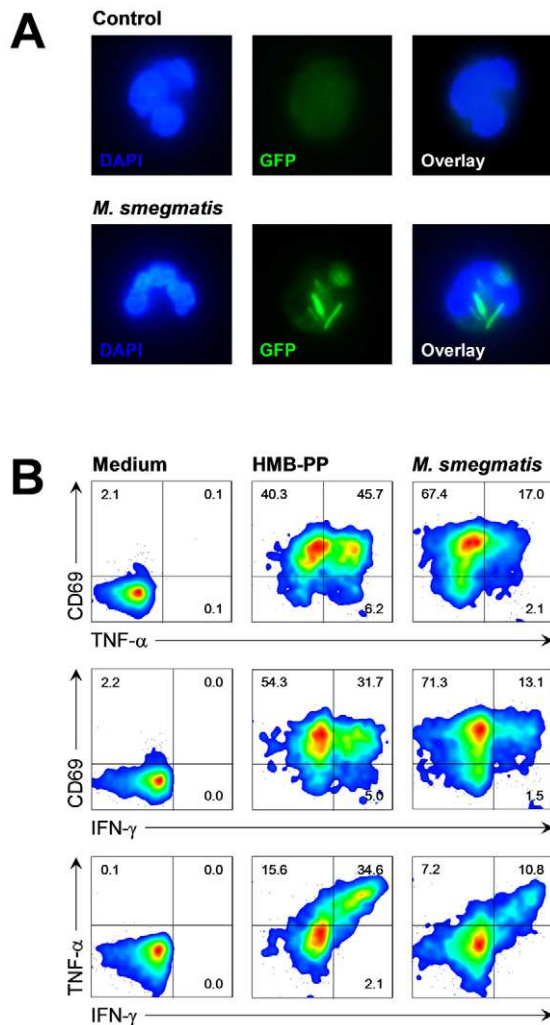 A
Control
DAPI GFP Overlay
M. smegmatis
DAPI GFP Overlay
B
Medium HMB-PP M. smegmatis
2.1 0.1 40.3 45.7 67.4 17.0
CD69
0.1 6.2 2.1
TNF-α
2.2 0.0 54.3 31.7 71.3 13.1
CD69
0.0 5.0 1.5
IFN-γ
0.1 0.0 15.6 34.6 7.2 10.8
TNF-α
0.0 2.1
IFN-γ